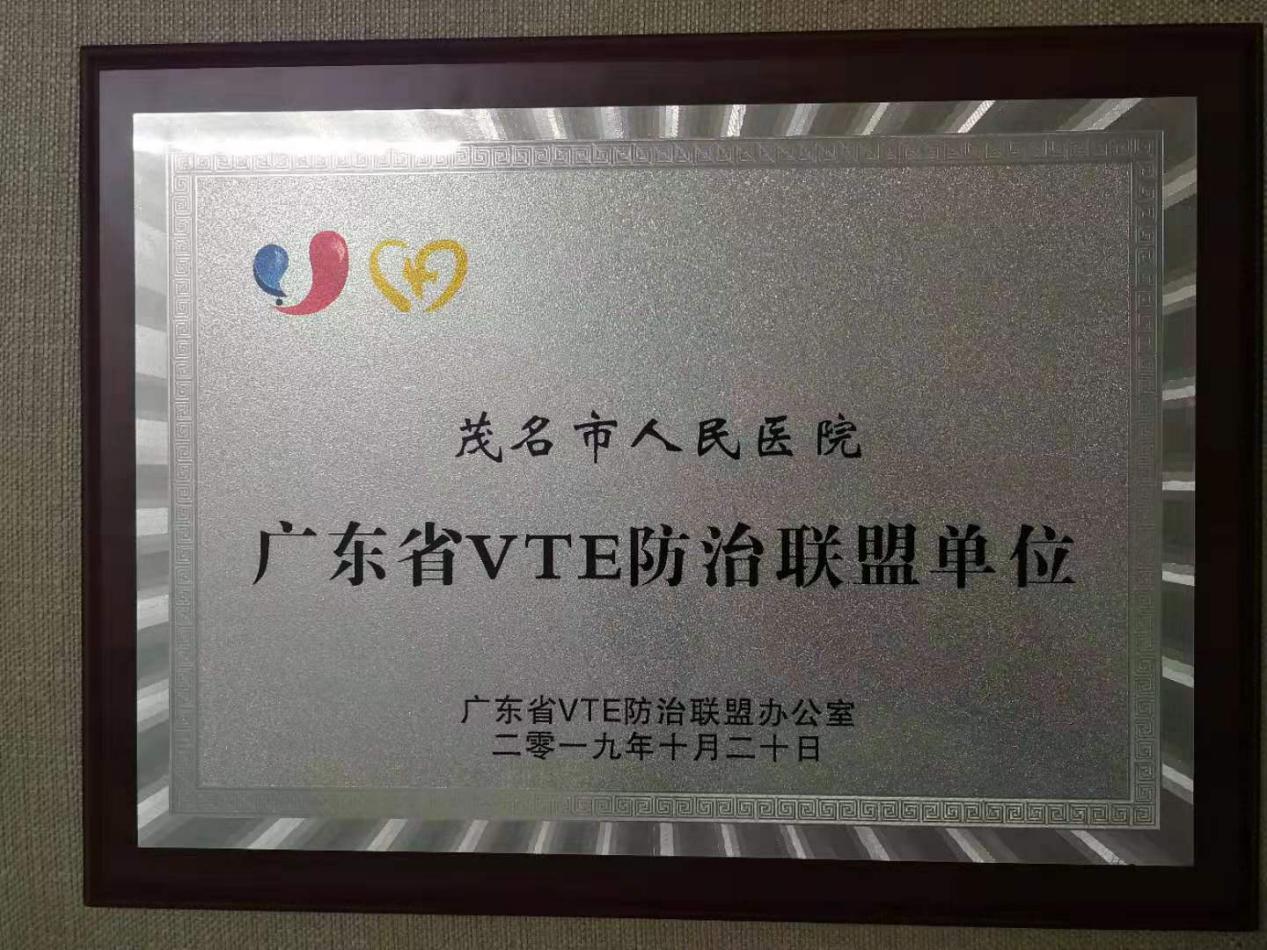 茂名市人民医院
广东省VTE防治联盟单位
广东省VTE防治联盟办公室
二零一九年十月二十日